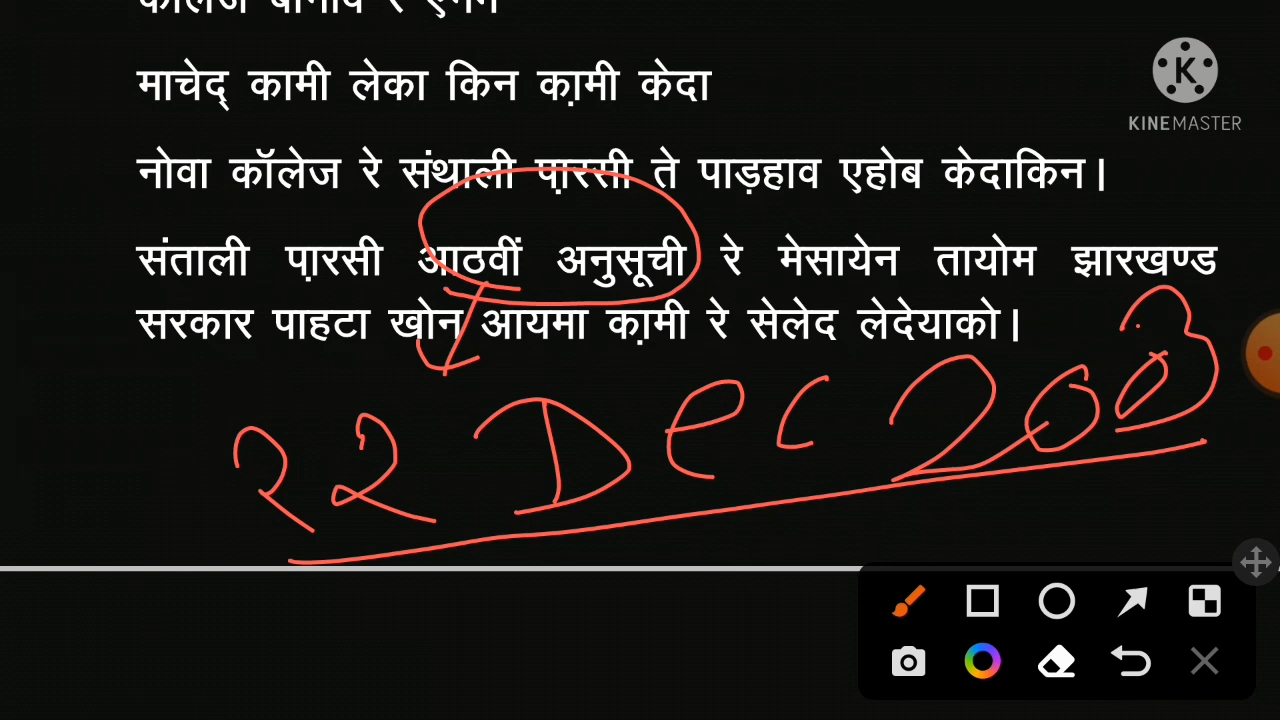 माचेद् का़मी लेका किन का़मी केदा
नोवा कॉलेज रे संथाली पा़रसी ते पाड़हाव एहोब केदाकिन।
संताली पा़रसी आठवीं अनुसूची रे मेसायेन तायोम झारखण्ड
सरकार पाहटा खोन आयमा का़मी रे सेलेद लेदेयाको।
22 Dec 2003
K
KINEMASTER